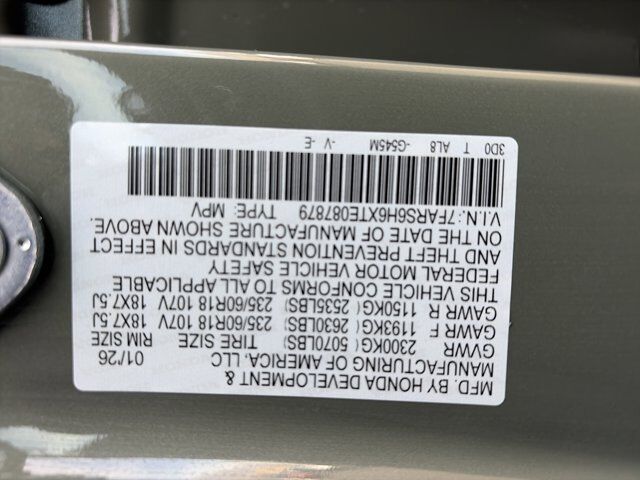 MFD. BY HONDA DEVELOPMENT &
MANUFACTURING OF AMERICA, LLC 01/26
GVWR 2300KG ( 5070LBS) TIRE SIZE RIM SIZE
GAWR F 1193KG ( 2630LBS) 235/60R18 107V 18X7.5J
GAWR R 1150KG ( 2535LBS) 235/60R18 107V 18X7.5J
THIS VEHICLE CONFORMS TO ALL APPLICABLE
FEDERAL MOTOR VEHICLE SAFETY
AND THEFT PREVENTION STANDARDS IN EFFECT
ON THE DATE OF MANUFACTURE SHOWN ABOVE.
V.I.N.:7FARS6H6XTE087879 TYPE: MPV
3D0 T AL8 -G545M -V -E